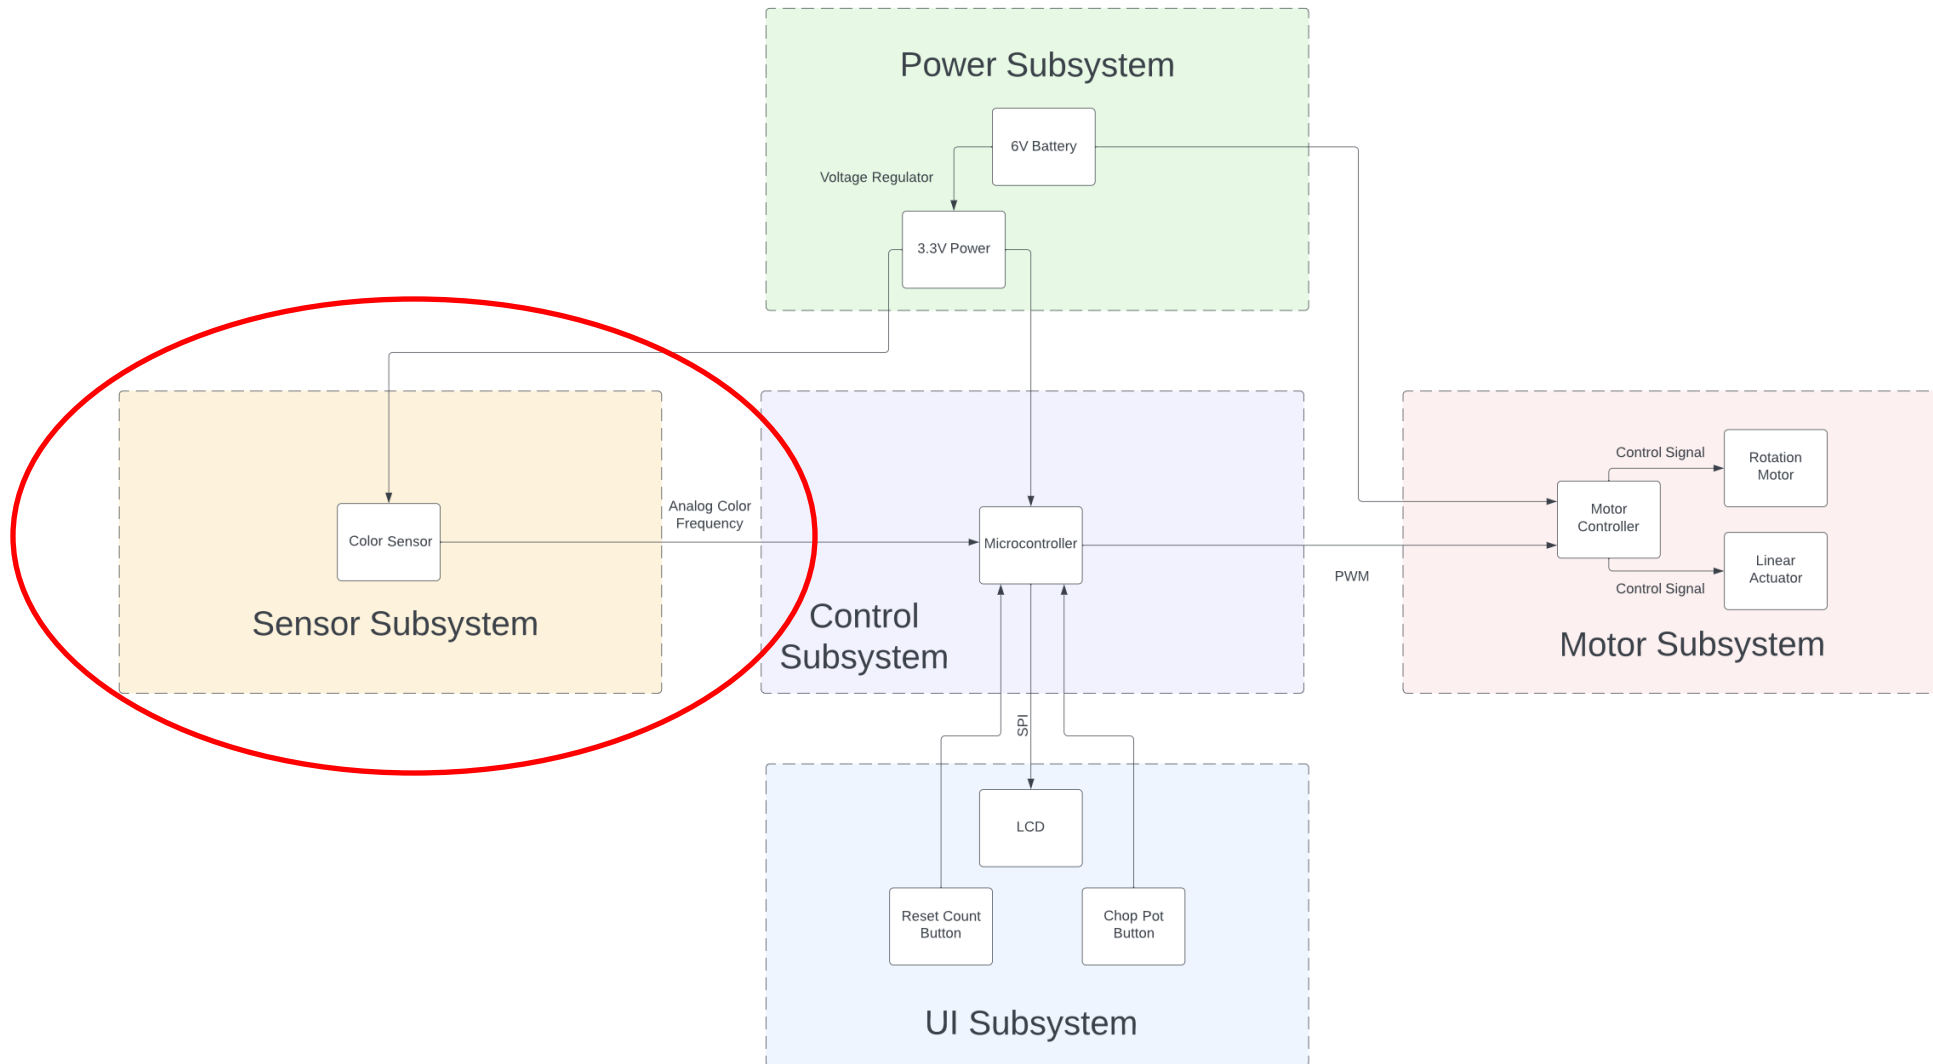 Power Subsystem
6V Battery
Voltage Regulator
3.3V Power
Analog Color
Frequency
Color Sensor
Sensor Subsystem
Microcontroller
Control
Subsystem
PWM
Control Signal
Rotation
Motor
Motor
Controller
Linear
Actuator
Control Signal
Motor Subsystem
SPI
LCD
Reset Count
Button
Chop Pot
Button
UI Subsystem